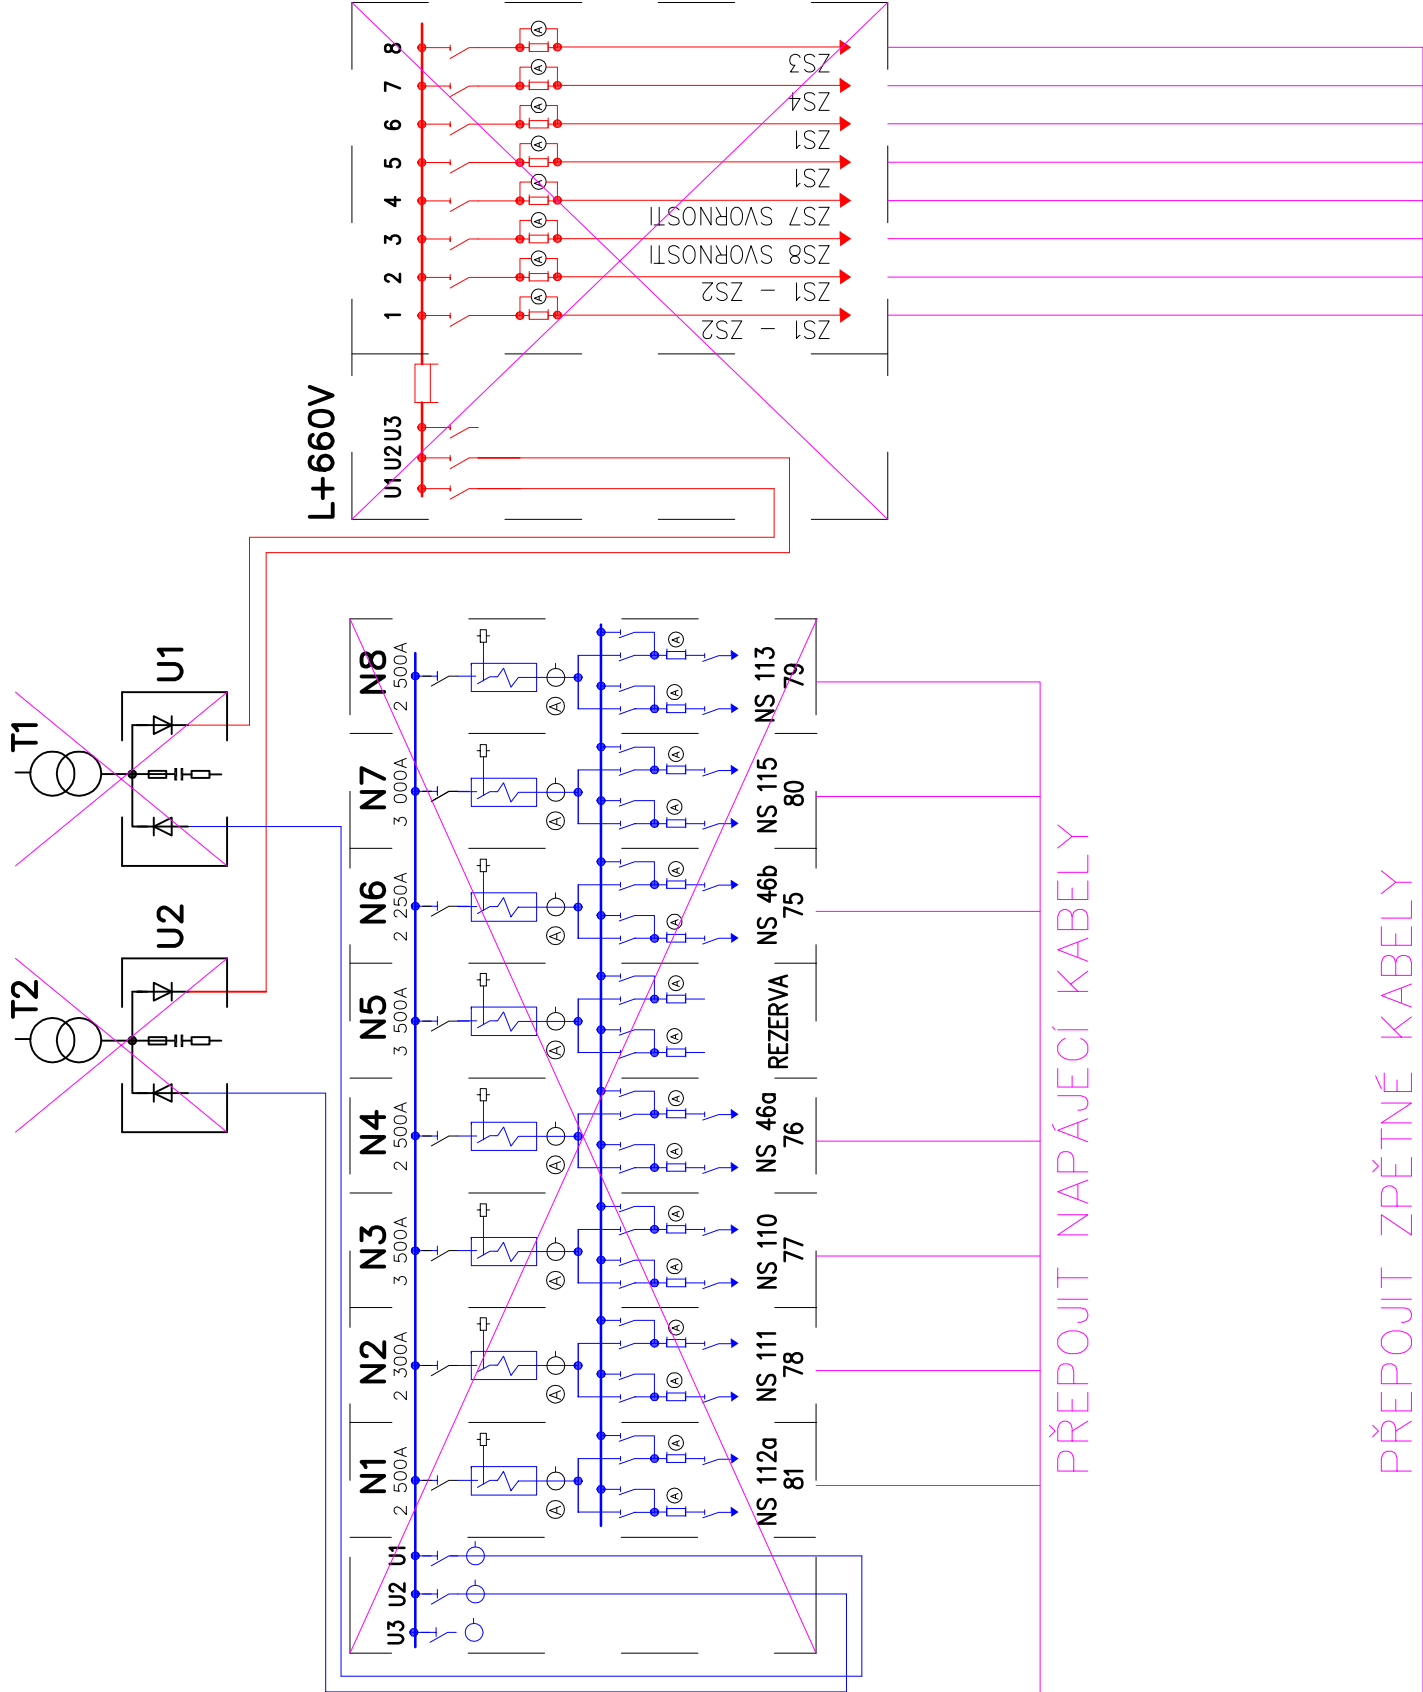 L+660V
U1 U2 U3
1 2 3 4 5 6 7 8
A A A A A A A A
ZS1 - ZS2
ZS1 - ZS2
ZS8 SVORNOSTI
ZS7 SVORNOSTI
ZS1
ZS1
ZS4
ZS3
T2
U2
T1
U1
U3 U2 U1
N1
2 500A
A A A
NS 112a
81
N2
2 300A
A A A
NS 111
78
N3
3 500A
A A A
NS 110
77
N4
2 500A
A A A
NS 46a
76
N5
3 500A
A A A
REZERVA
N6
2 250A
A A A
NS 46b
75
N7
3 000A
A A A
NS 115
80
N8
2 500A
A A A
NS 113
79
PŘEPOJIT NAPÁJECÍ KABELY
PŘEPOJIT ZPĚTNÉ KABELY